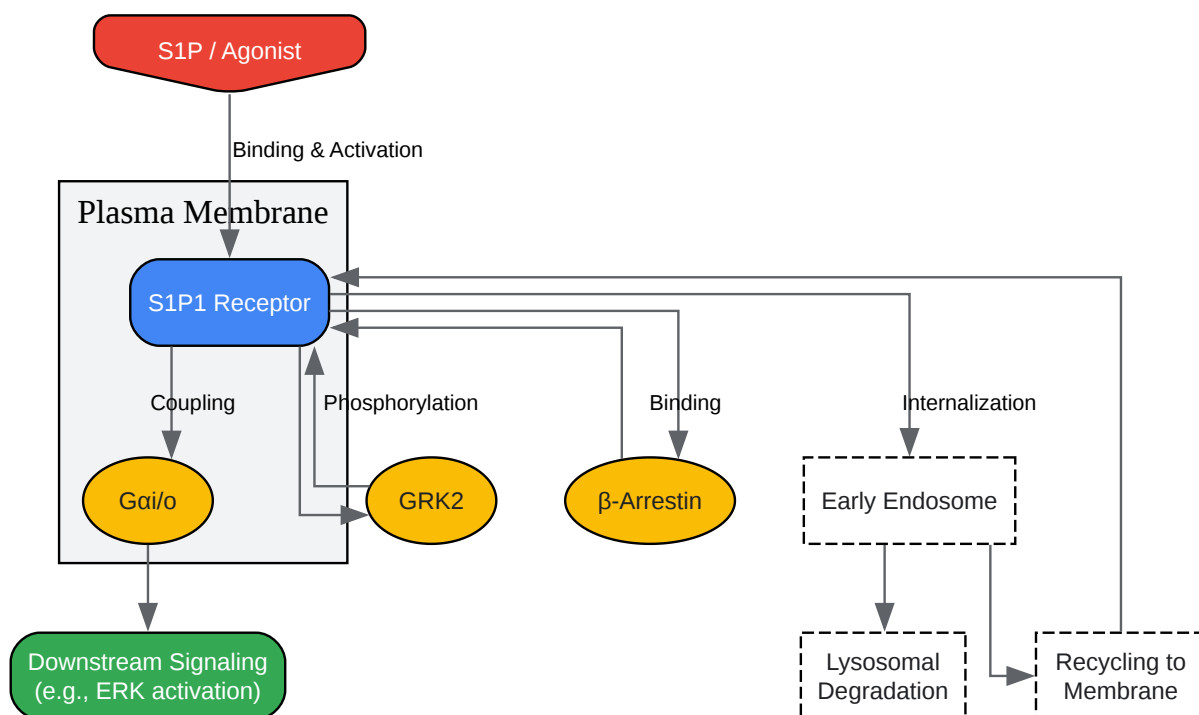 S1P / Agonist
Binding & Activation
Plasma Membrane
S1P1 Receptor
Coupling
Phosphorylation
Binding
Internalization
Gαi/o
GRK2
β-Arrestin
Early Endosome
Downstream Signaling
(e.g., ERK activation)
Lysosomal
Degradation
Recycling to
Membrane